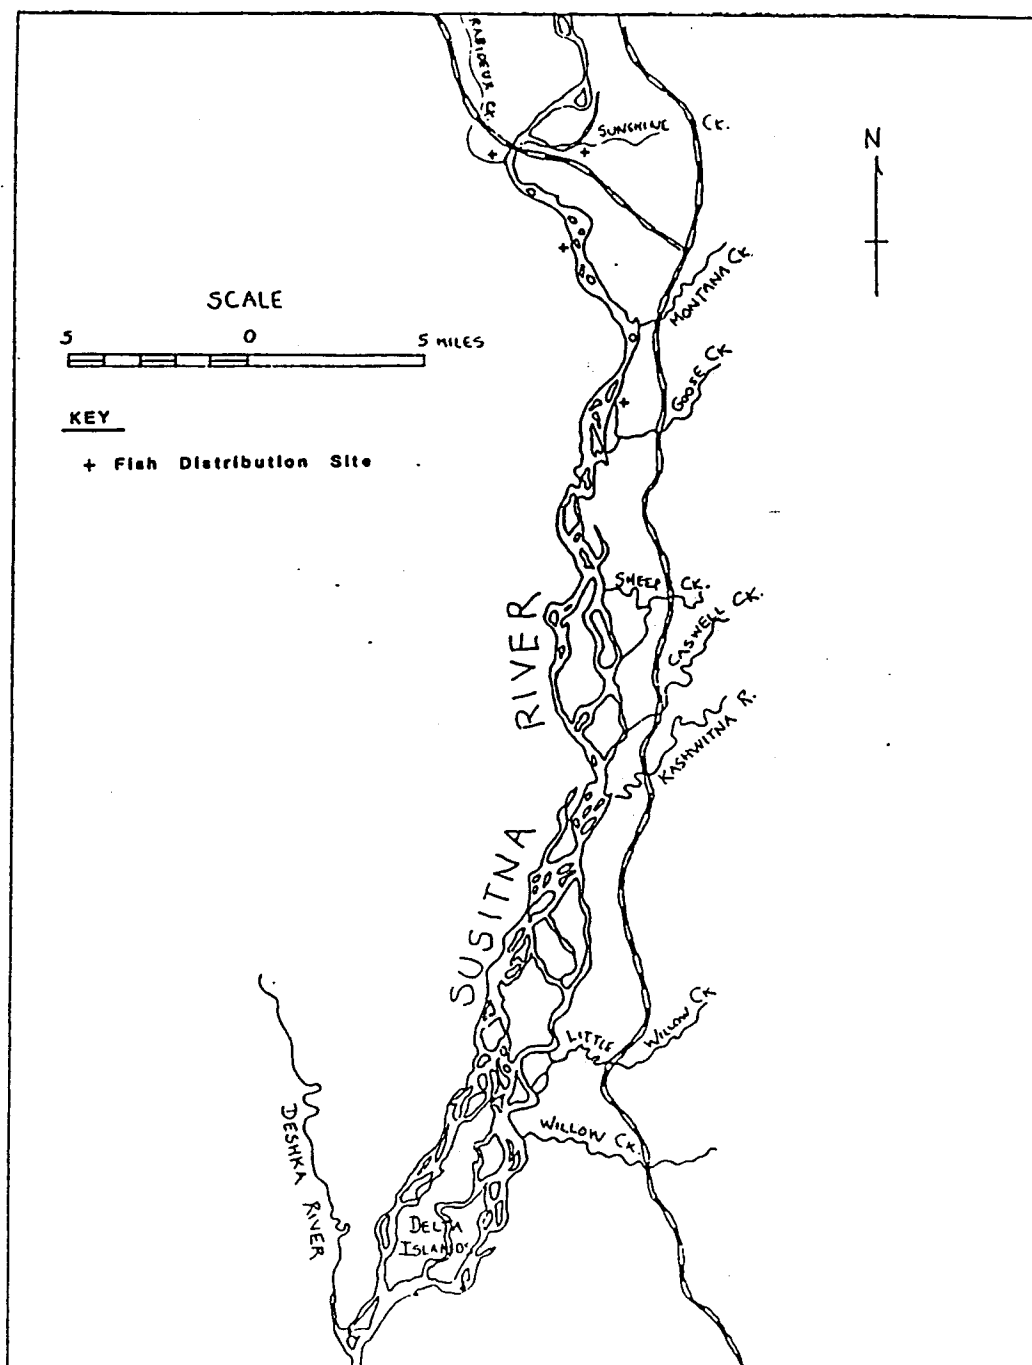 RABIDEUX CK.
SUNSHINE CK.
N
MONTANA CK.
SCALE
5 0 5 MILES
GOOSE CK
KEY
+ Fish Distribution Site
SHEEP CK.
CASWELL CK.
KASHWITNA R.
SUSITNA RIVER
LITTLE WILLOW CK
WILLOW CK.
DESHKA RIVER
DELTA
ISLANDS